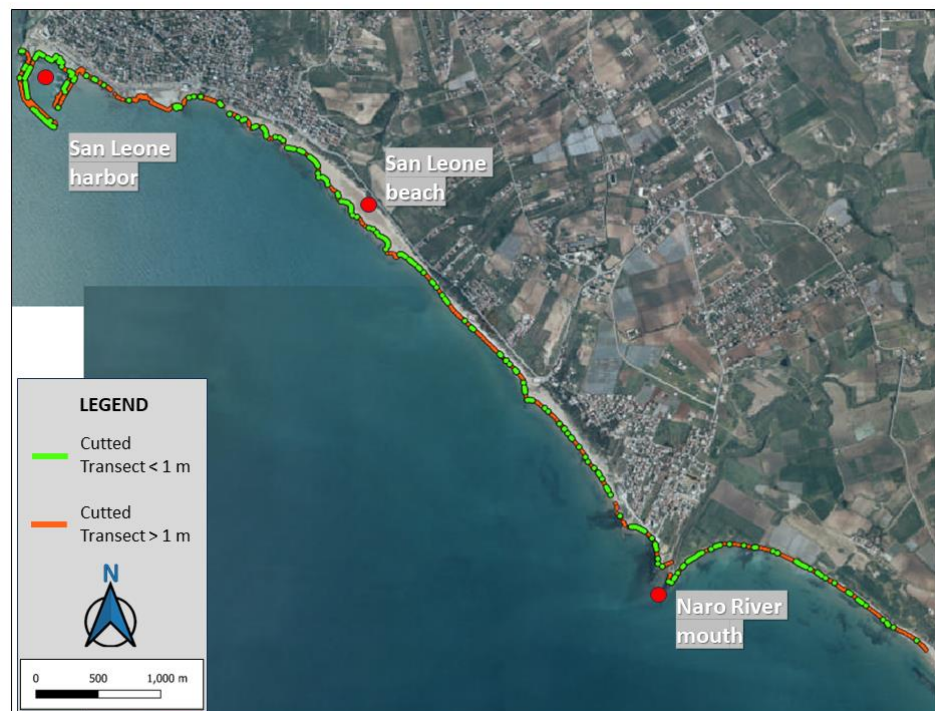 San Leone
harbor
San Leone
beach
Naro River
mouth
LEGEND
Cutted
Transect < 1 m
Cutted
Transect > 1 m
N
0 500 1,000 m